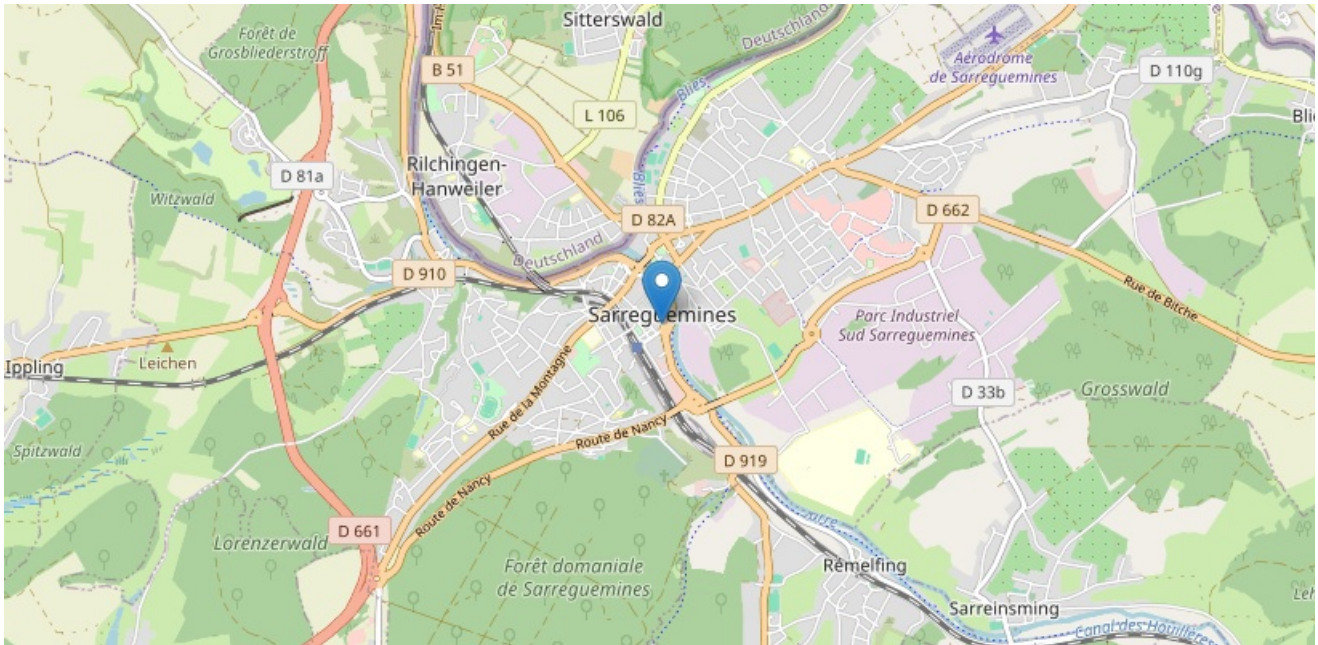 Sitterswald
Deutschland
Forêt de
Grosbliederstroff
Aérodrome
de Sarreguemines
B 51
D 110g
Blies
L 106
Rilchingen-
Hanweiler
D 81a
Blies
Witzwald
D 82A
D 662
Deutschland
D 910
Rue de Bitche
Sarreguemines
Parc Industriel
Sud Sarreguemines
Ippling
Leichen
Rue de la Montagne
D 33b
Grosswald
Route de Nancy
Spitzwald
D 919
Route de Nancy
D 661
Lorenzerwald
Forêt domaniale
de Sarreguemines
Rémelfing
Sarreinsming
Canal des Houillères